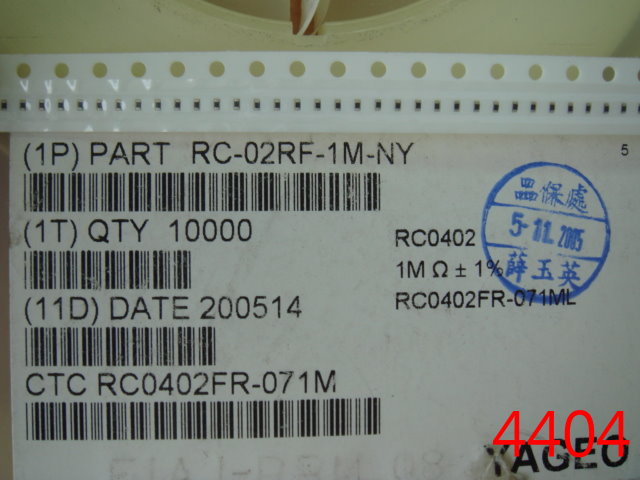 (1P) PART RC-02RF-1M-NY
5
(1T) QTY 10000
RC0402
1M Ω ± 1%
RC0402FR-071ML
品保處
5-11.2005
薛玉英
(11D) DATE 200514
CTC RC0402FR-071M
4404
YAGEO